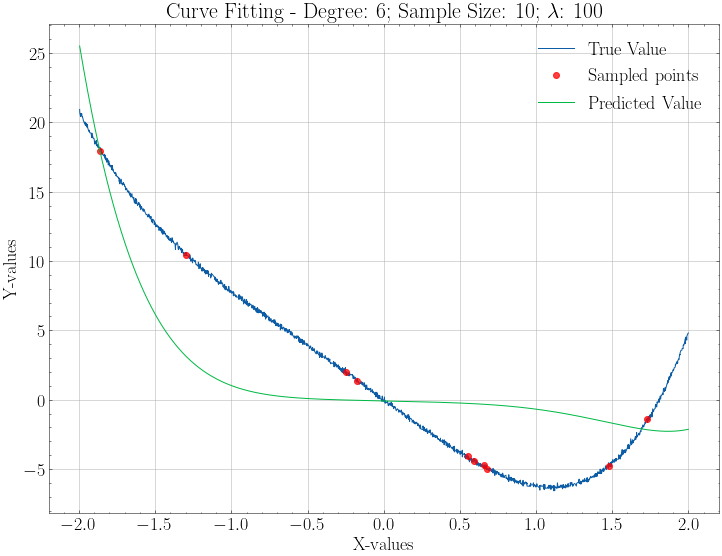 Curve Fitting - Degree: 6; Sample Size: 10; λ: 100
True Value
Sampled points
Predicted Value
Y-values
25
20
15
10
5
0
−5
−2.0 −1.5 −1.0 −0.5 0.0 0.5 1.0 1.5 2.0
X-values